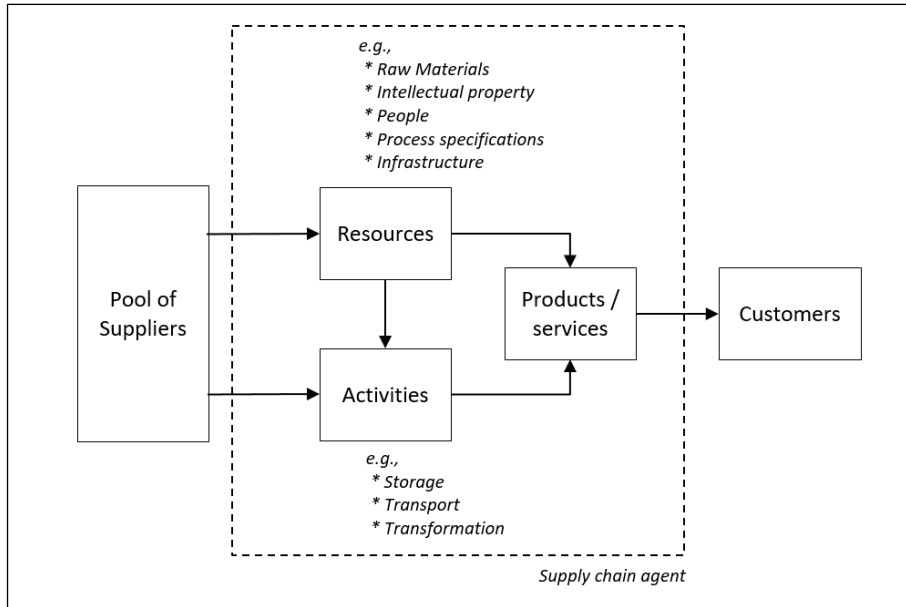 e.g.,
* Raw Materials
* Intellectual property
* People
* Process specifications
* Infrastructure
Resources
Pool of
Suppliers
Products /
services
Customers
Activities
e.g.,
* Storage
* Transport
* Transformation
Supply chain agent